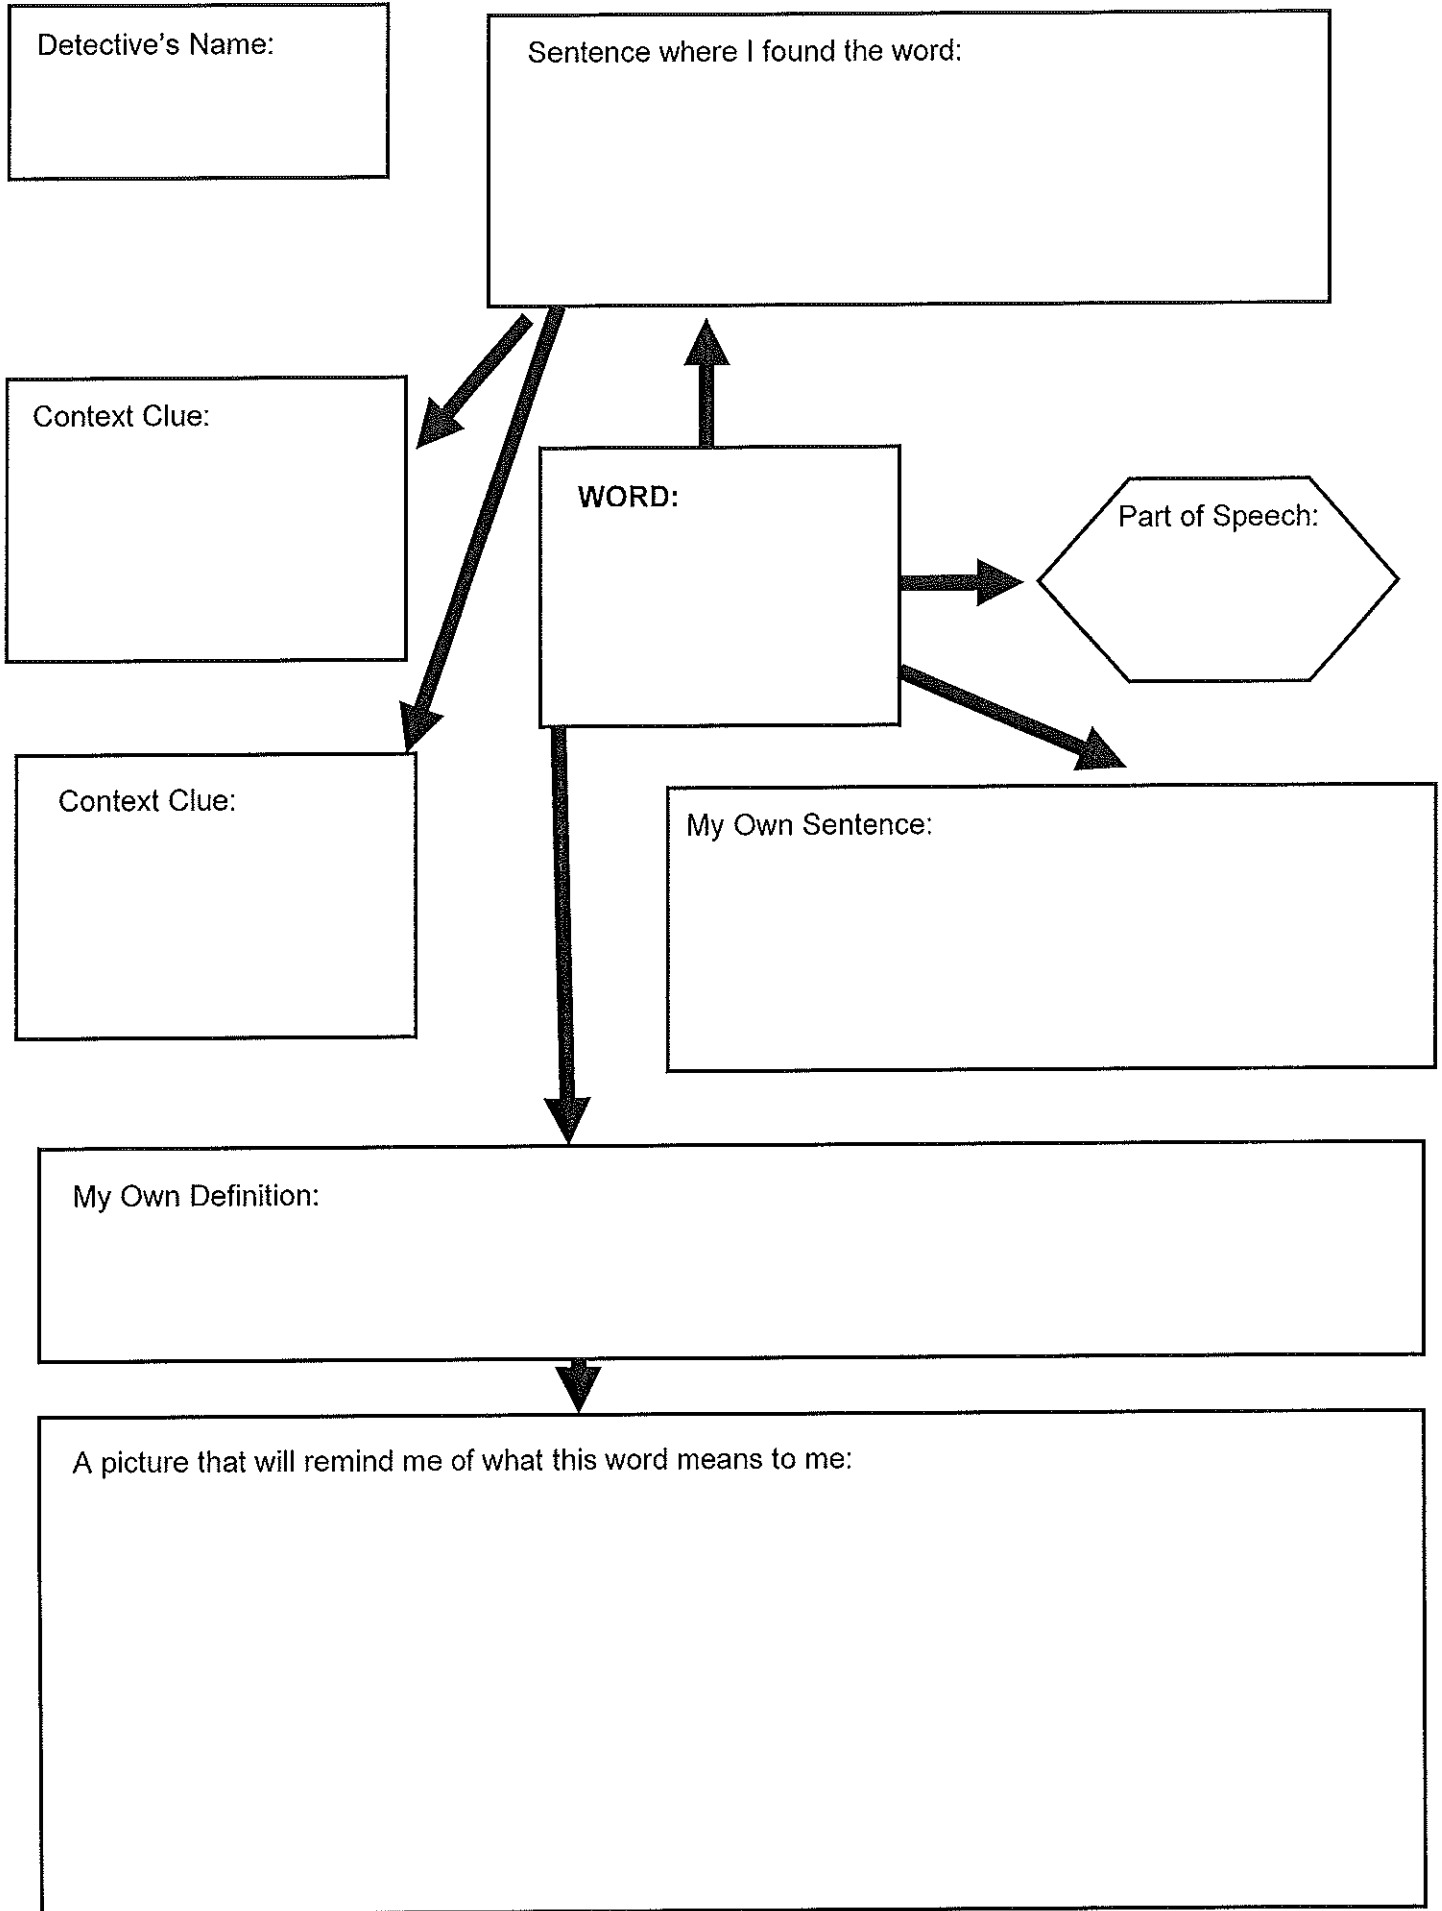 Detective's Name:
Sentence where I found the word:
Context Clue:
WORD:
Part of Speech:
Context Clue:
My Own Sentence:
My Own Definition:
A picture that will remind me of what this word means to me: